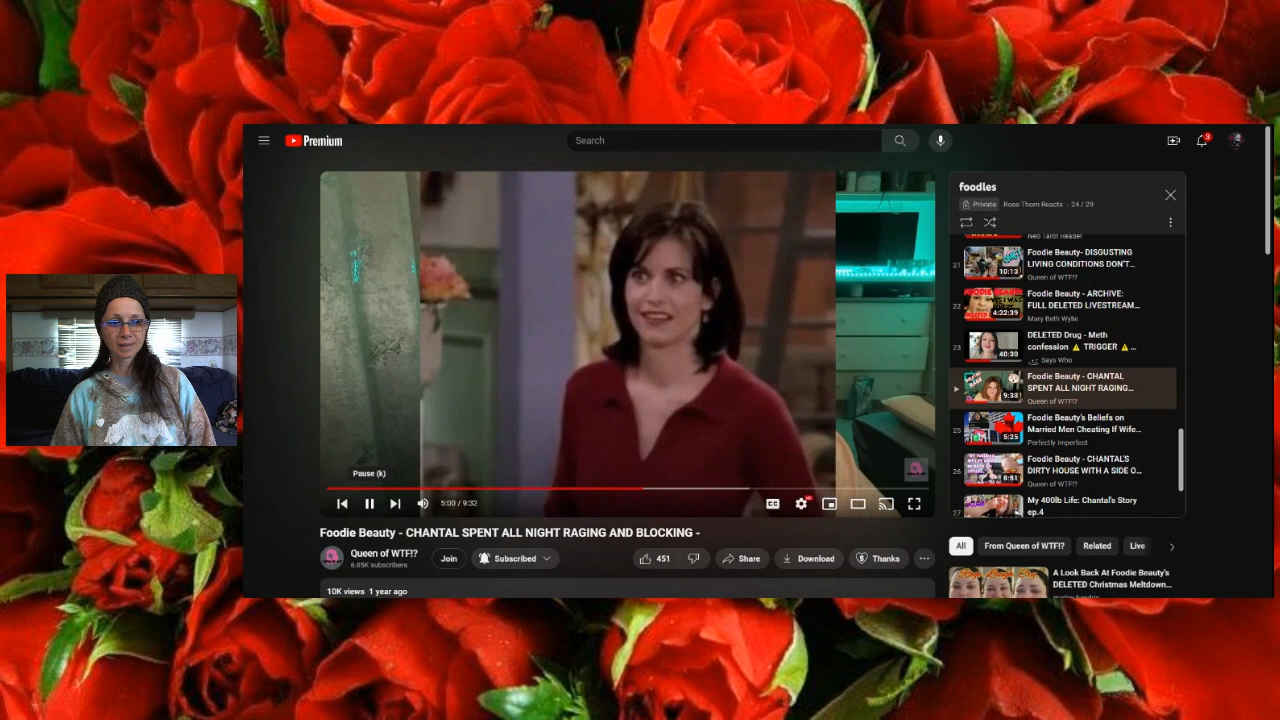 Premium
Search
3
foodles
Private Rose Thorn Reacts - 24 / 29
Neo Tarot Reader
21
10:13
Foodie Beauty- DISGUSTING
LIVING CONDITIONS DON'T...
Queen of WTF!?
22
4:32:39
Foodie Beauty - ARCHIVE:
FULL DELETED LIVESTREAM...
Mary Beth Wylie
23
40:30
DELETED Drug - Meth
confession ⚠ TRIGGER ⚠ ...
Says Who
9:33
Foodie Beauty - CHANTAL
SPENT ALL NIGHT RAGING...
Queen of WTF!?
25
5:25
Foodie Beauty's Beliefs on
Married Men Cheating If Wife...
Perfectly Imperfect
26
8:51
Foodie Beauty - CHANTAL'S
DIRTY HOUSE WITH A SIDE O...
Queen of WTF!?
27
My 400lb Life: Chantal's Story
ep.4
Pause (k)
5:00 / 9:32
CC
Foodie Beauty - CHANTAL SPENT ALL NIGHT RAGING AND BLOCKING -
Queen of WTF!?
6.85K subscribers
Join
Subscribed
451
Share
Download
Thanks
10K views 1 year ago
All
From Queen of WTF!?
Related
Live
A Look Back At Foodie Beauty's
DELETED Christmas Meltdown...